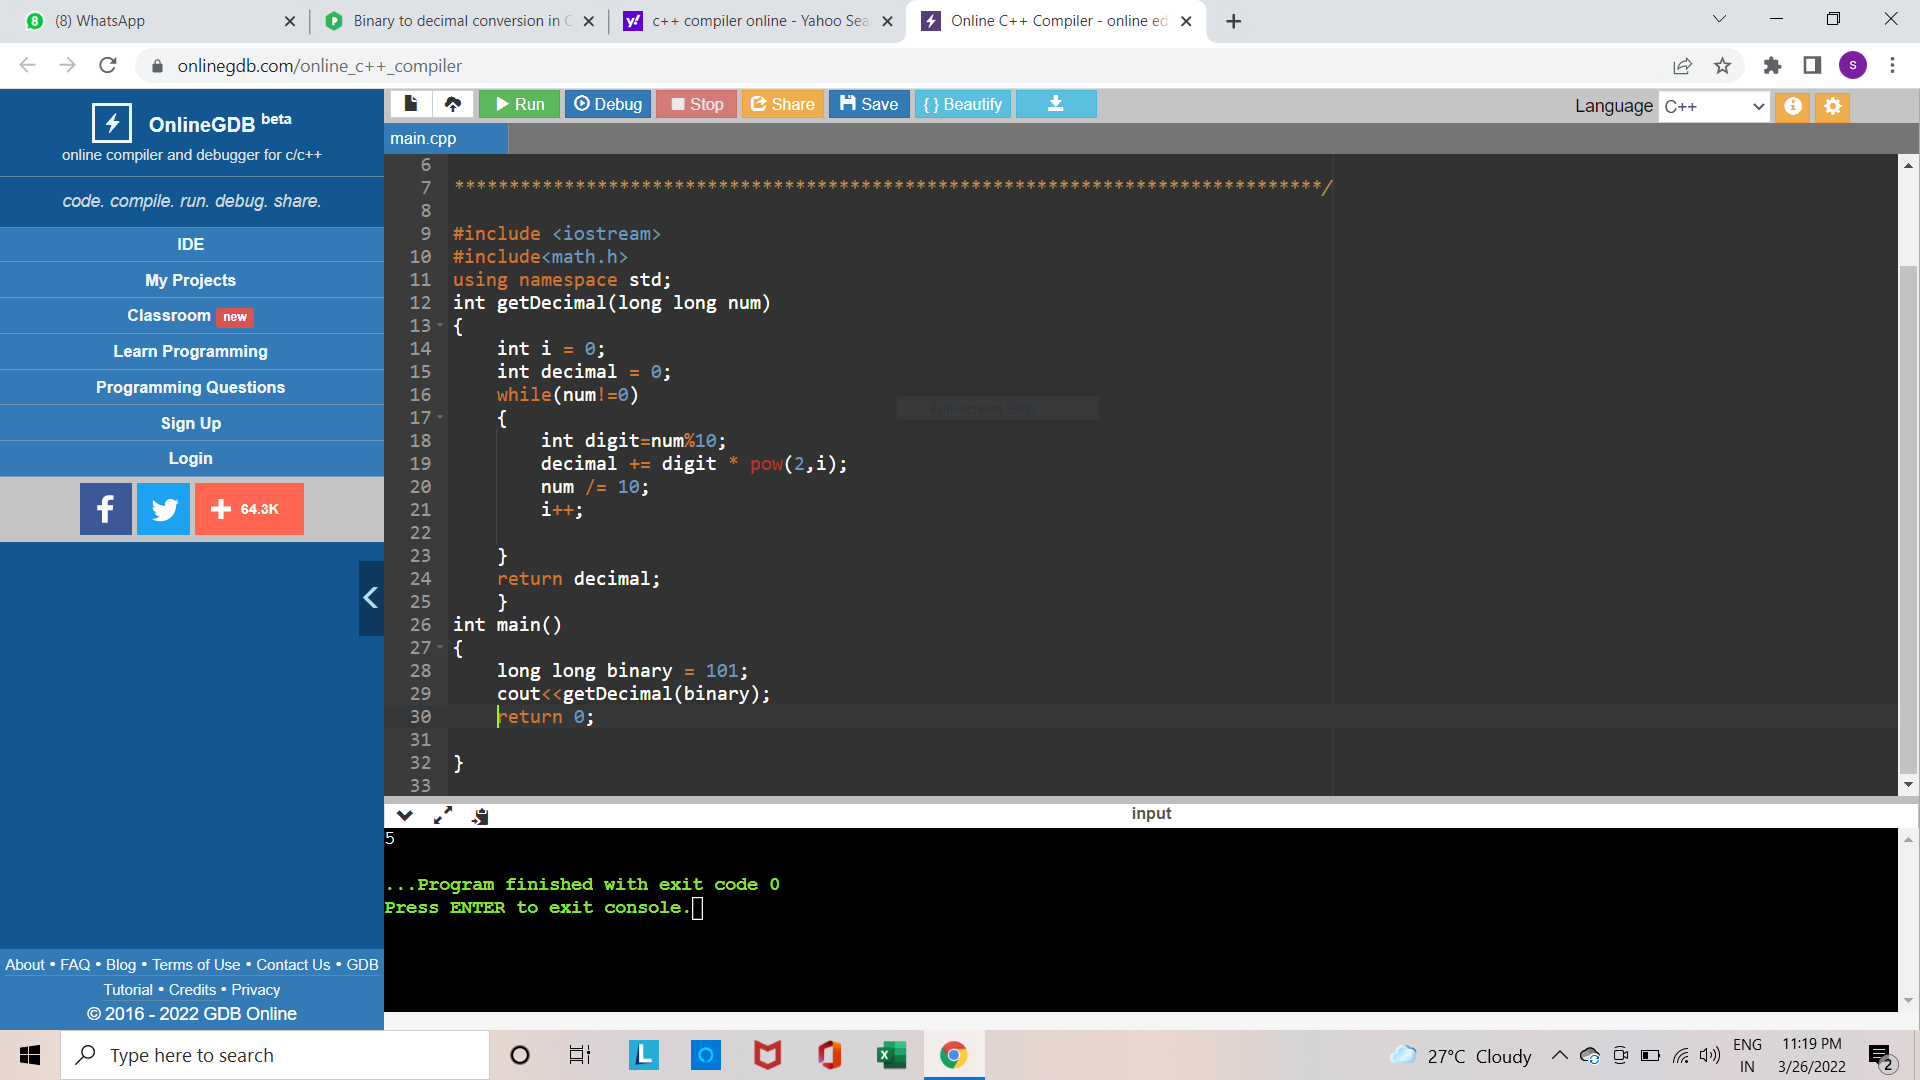 (8) WhatsApp
Binary to decimal conversion in C
c++ compiler online - Yahoo Sea
Online C++ Compiler - online ed
onlinegdb.com/online_c++_compiler
S
OnlineGDB beta
online compiler and debugger for c/c++
code. compile. run. debug. share.
IDE
My Projects
Classroom new
Learn Programming
Programming Questions
Sign Up
Login
64.3K
About • FAQ • Blog • Terms of Use • Contact Us • GDB
Tutorial • Credits • Privacy
© 2016 - 2022 GDB Online
Run Debug Stop Share Save { } Beautify
Language C++
main.cpp
6
7 *******************************************************************************/
8
9 #include <iostream>
10 #include<math.h>
11 using namespace std;
12 int getDecimal(long long num)
13 {
14 int i = 0;
15 int decimal = 0;
16 while(num!=0)
17 {
18 int digit=num%10;
19 decimal += digit * pow(2,i);
20 num /= 10;
21 i++;
22
23 }
24 return decimal;
25 }
26 int main()
27 {
28 long long binary = 101;
29 cout<<getDecimal(binary);
30 return 0;
31
32 }
33
Full-screen Snip
input
5
...Program finished with exit code 0
Press ENTER to exit console.
Type here to search
27°C Cloudy
ENG
IN
11:19 PM
3/26/2022
2